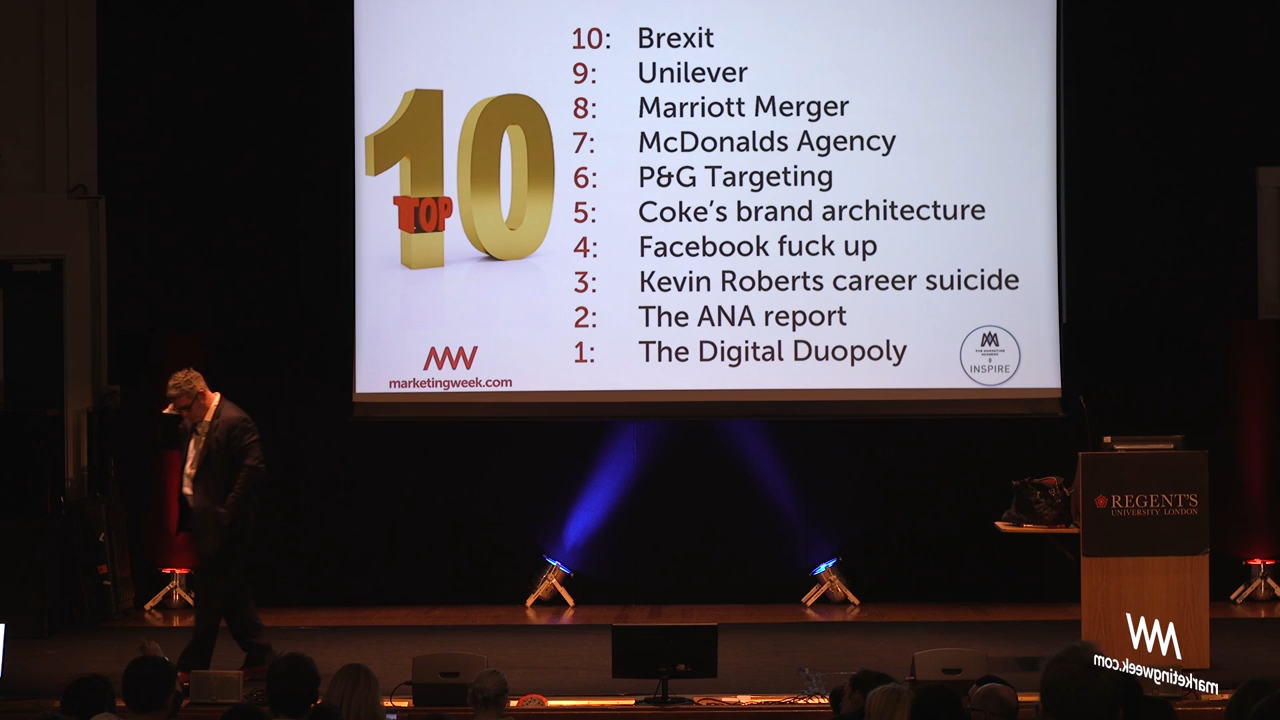 10: Brexit
9: Unilever
8: Marriott Merger
7: McDonalds Agency
6: P&G Targeting
5: Coke's brand architecture
4: Facebook fuck up
3: Kevin Roberts career suicide
2: The ANA report
1: The Digital Duopoly
10
TOP
MW
marketingweek.com
INSPIRE
REGENT'S
UNIVERSITY LONDON
MW
marketingweek.com